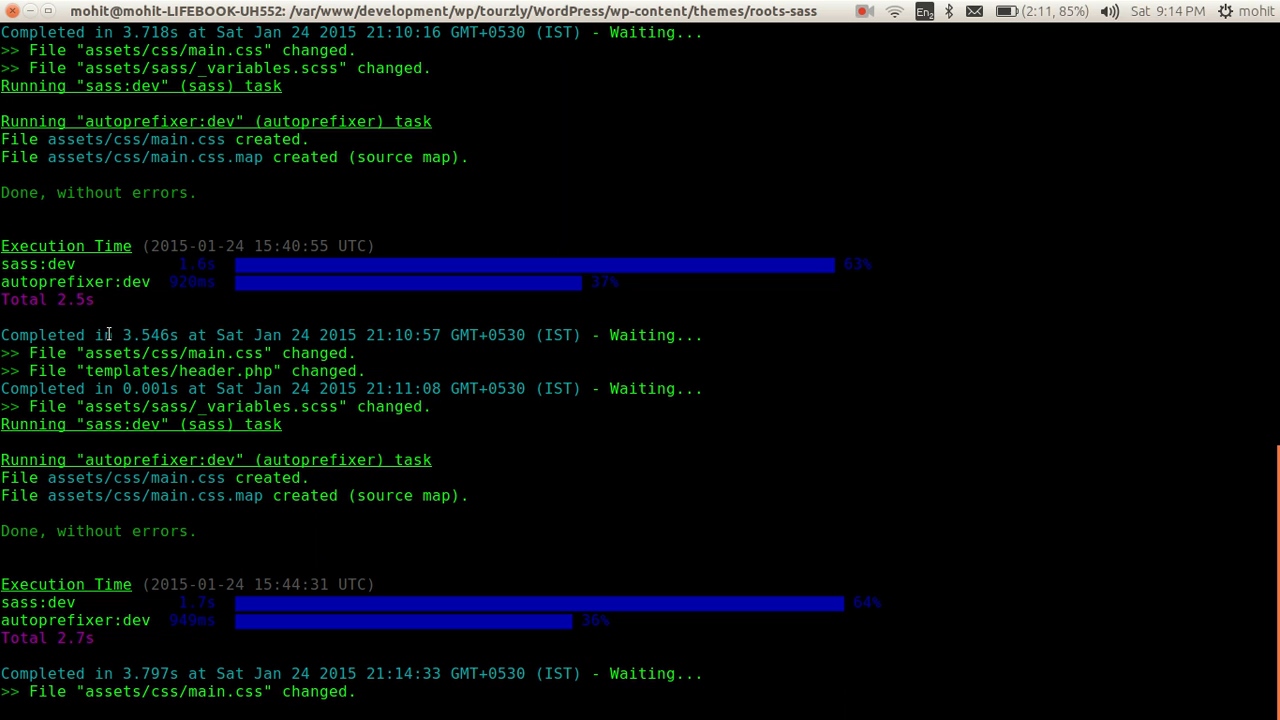 mohit@mohit-LIFEBOOK-UH552: /var/www/development/wp/tourzly/WordPress/wp-content/themes/roots-sass En2 (2:11, 85%) Sat 9:14 PM mohit
Completed in 3.718s at Sat Jan 24 2015 21:10:16 GMT+0530 (IST) - Waiting...
>> File "assets/css/main.css" changed.
>> File "assets/sass/_variables.scss" changed.
Running "sass:dev" (sass) task
Running "autoprefixer:dev" (autoprefixer) task
File assets/css/main.css created.
File assets/css/main.css.map created (source map).
Done, without errors.
Execution Time (2015-01-24 15:40:55 UTC)
sass:dev 1.6s 63%
autoprefixer:dev 920ms 37%
Total 2.5s
Completed in 3.546s at Sat Jan 24 2015 21:10:57 GMT+0530 (IST) - Waiting...
>> File "assets/css/main.css" changed.
>> File "templates/header.php" changed.
Completed in 0.001s at Sat Jan 24 2015 21:11:08 GMT+0530 (IST) - Waiting...
>> File "assets/sass/_variables.scss" changed.
Running "sass:dev" (sass) task
Running "autoprefixer:dev" (autoprefixer) task
File assets/css/main.css created.
File assets/css/main.css.map created (source map).
Done, without errors.
Execution Time (2015-01-24 15:44:31 UTC)
sass:dev 1.7s 64%
autoprefixer:dev 949ms 36%
Total 2.7s
Completed in 3.797s at Sat Jan 24 2015 21:14:33 GMT+0530 (IST) - Waiting...
>> File "assets/css/main.css" changed.